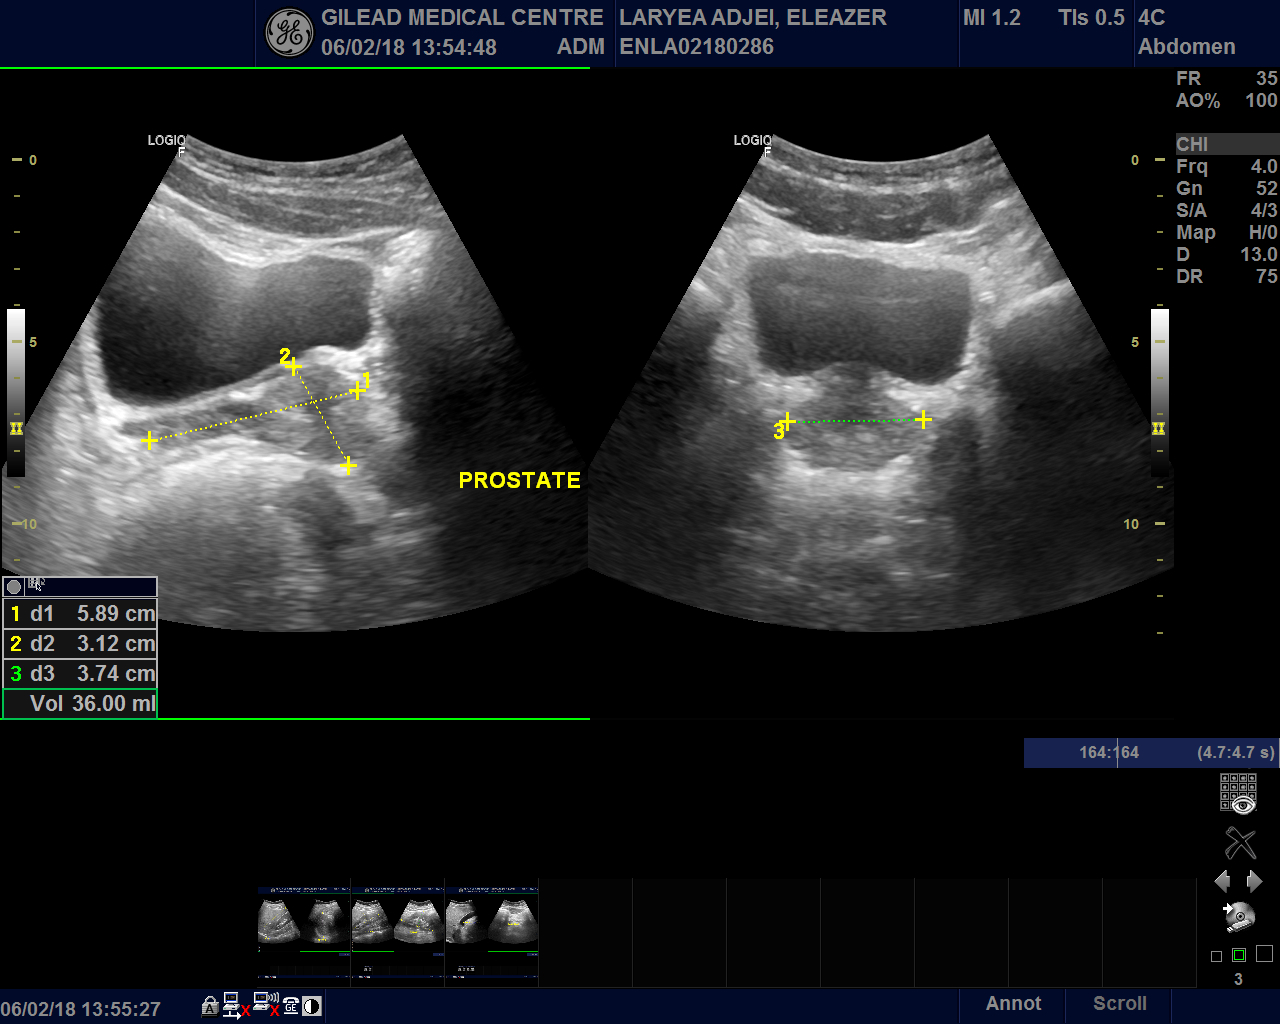 GILEAD MEDICAL CENTRE
06/02/18 13:54:48 ADM
LARYEA ADJEI, ELEAZER
ENLA02180286
MI 1.2 TIs 0.5
4C
Abdomen
FR 35
AO% 100
CHI
Frq 4.0
Gn 52
S/A 4/3
Map H/0
D 13.0
DR 75
LOGIQ
F
0
5
10
1
2
PROSTATE
LOGIQ
F
0
5
10
3
1 d1 5.89 cm
2 d2 3.12 cm
3 d3 3.74 cm
Vol 36.00 ml
164:164 (4.7:4.7 s)
3
06/02/18 13:55:27
A
GE
Annot
Scroll